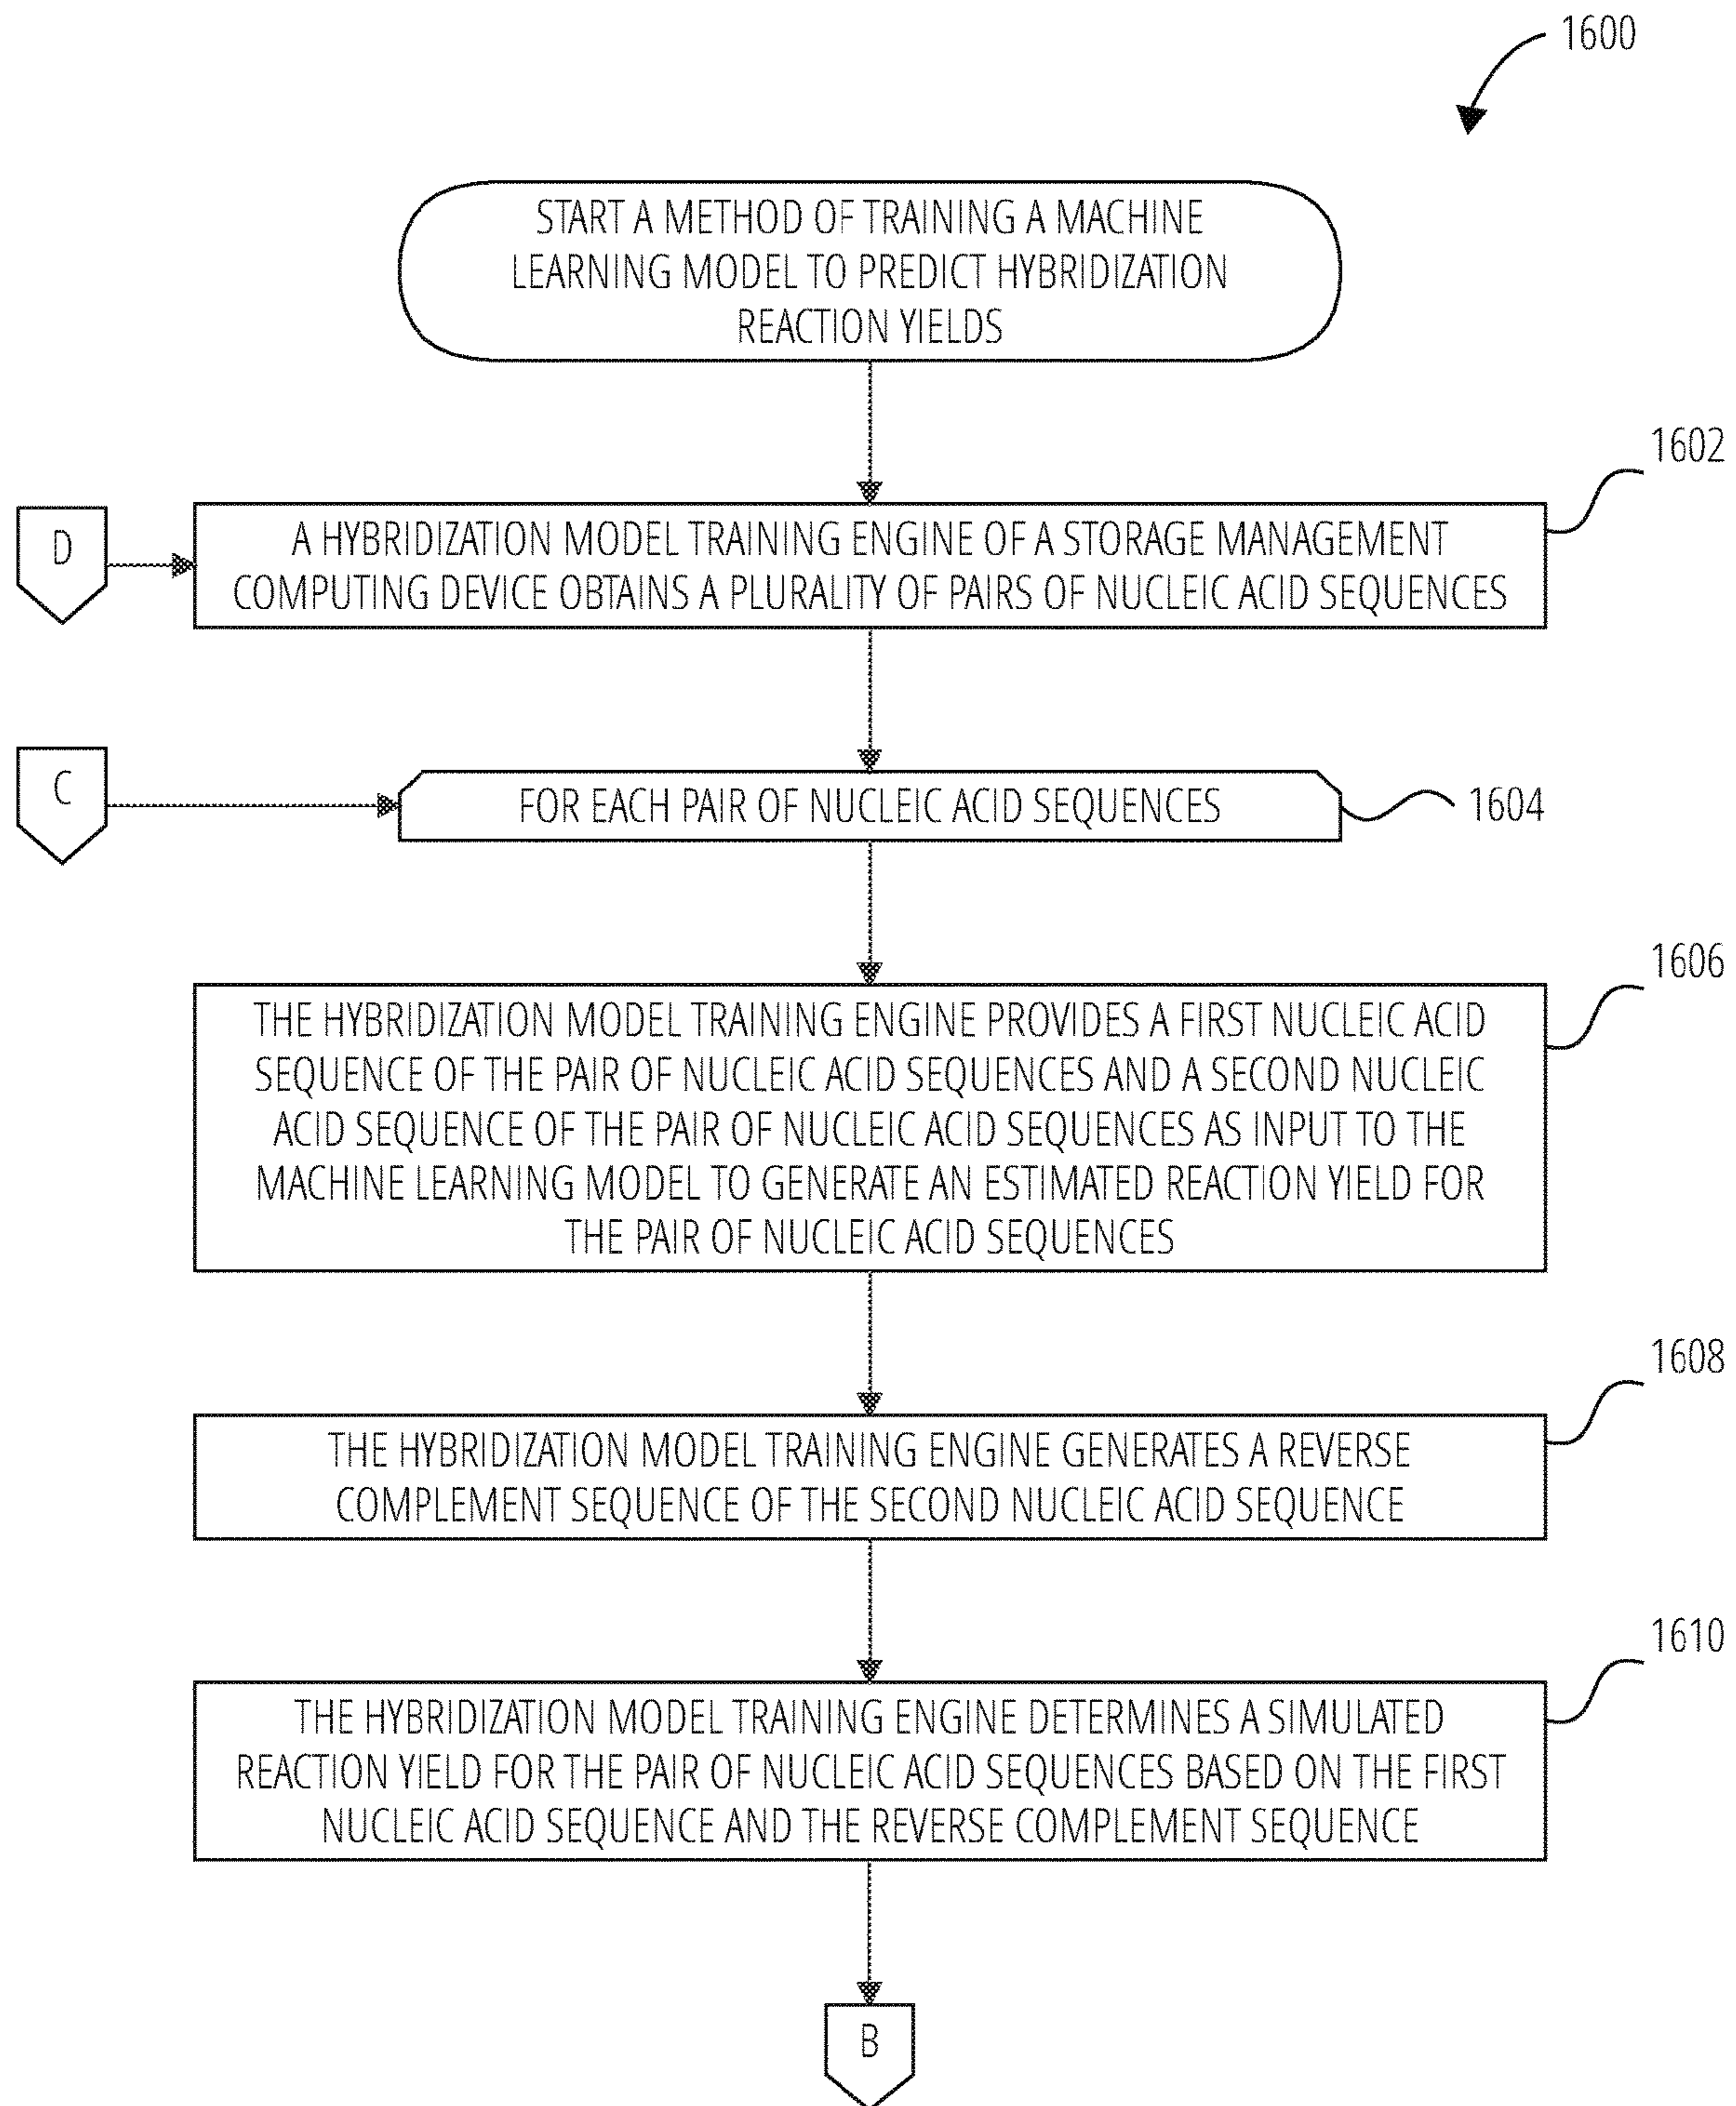 1600
START A METHOD OF TRAINING A MACHINE
LEARNING MODEL TO PREDICT HYBRIDIZATION
REACTION YIELDS
1602
D
A HYBRIDIZATION MODEL TRAINING ENGINE OF A STORAGE MANAGEMENT
COMPUTING DEVICE OBTAINS A PLURALITY OF PAIRS OF NUCLEIC ACID SEQUENCES
C
FOR EACH PAIR OF NUCLEIC ACID SEQUENCES
1604
1606
THE HYBRIDIZATION MODEL TRAINING ENGINE PROVIDES A FIRST NUCLEIC ACID
SEQUENCE OF THE PAIR OF NUCLEIC ACID SEQUENCES AND A SECOND NUCLEIC
ACID SEQUENCE OF THE PAIR OF NUCLEIC ACID SEQUENCES AS INPUT TO THE
MACHINE LEARNING MODEL TO GENERATE AN ESTIMATED REACTION YIELD FOR
THE PAIR OF NUCLEIC ACID SEQUENCES
1608
THE HYBRIDIZATION MODEL TRAINING ENGINE GENERATES A REVERSE
COMPLEMENT SEQUENCE OF THE SECOND NUCLEIC ACID SEQUENCE
1610
THE HYBRIDIZATION MODEL TRAINING ENGINE DETERMINES A SIMULATED
REACTION YIELD FOR THE PAIR OF NUCLEIC ACID SEQUENCES BASED ON THE FIRST
NUCLEIC ACID SEQUENCE AND THE REVERSE COMPLEMENT SEQUENCE
B